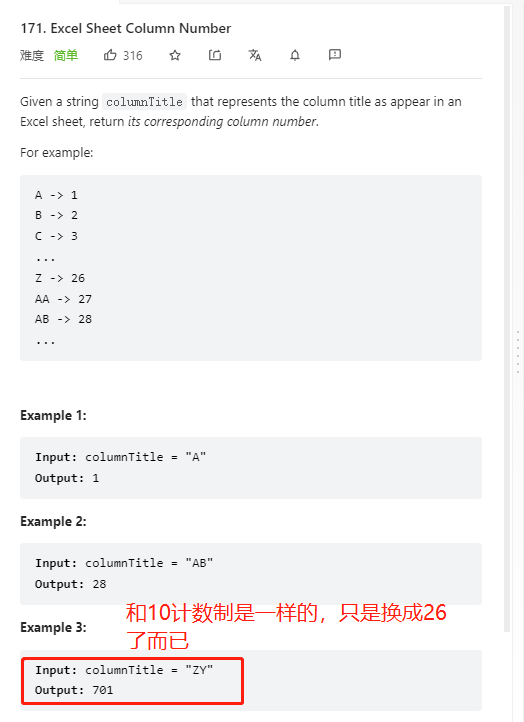 171. Excel Sheet Column Number
难度 简单 316
Given a string columnTitle that represents the column title as appear in an
Excel sheet, return its corresponding column number.
For example:
A -> 1
B -> 2
C -> 3
...
Z -> 26
AA -> 27
AB -> 28
...
Example 1:
Input: columnTitle = "A"
Output: 1
Example 2:
Input: columnTitle = "AB"
Output: 28
和10计数制是一样的，只是换成26
了而已
Example 3:
Input: columnTitle = "ZY"
Output: 701